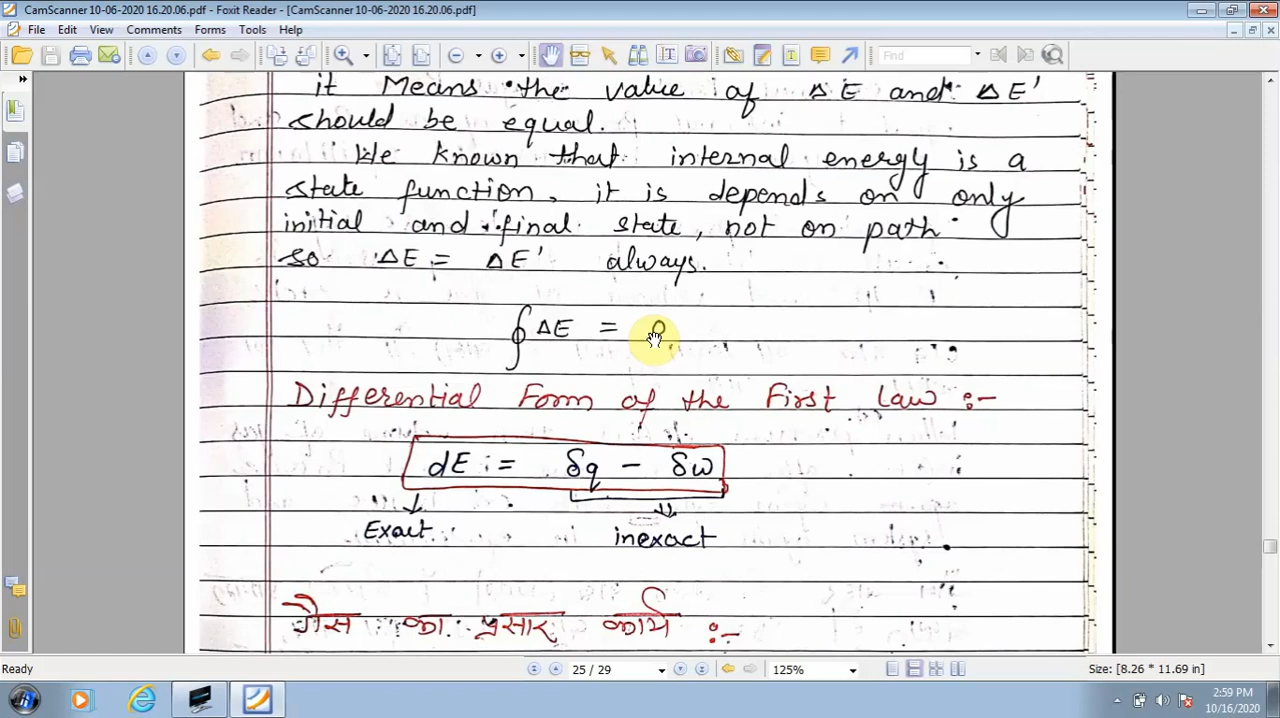 CamScanner 10-06-2020 16.20.06.pdf - Foxit Reader - [CamScanner 10-06-2020 16.20.06.pdf]
File Edit View Comments Forms Tools Help
Find
it Means the value of ΔE and ΔE'
should be equal.
We known that internal energy is a
state function, it is depends on only
initial and final state, not on path
so ΔE = ΔE' always.
∮ ΔE = 0
Differential Form of the First Law :-
dE = δq - δw
Exact inexact
गैस का प्रसार कार्य :-
Ready 25 / 29 125% Size: [8.26 * 11.69 in]
2:59 PM
10/16/2020